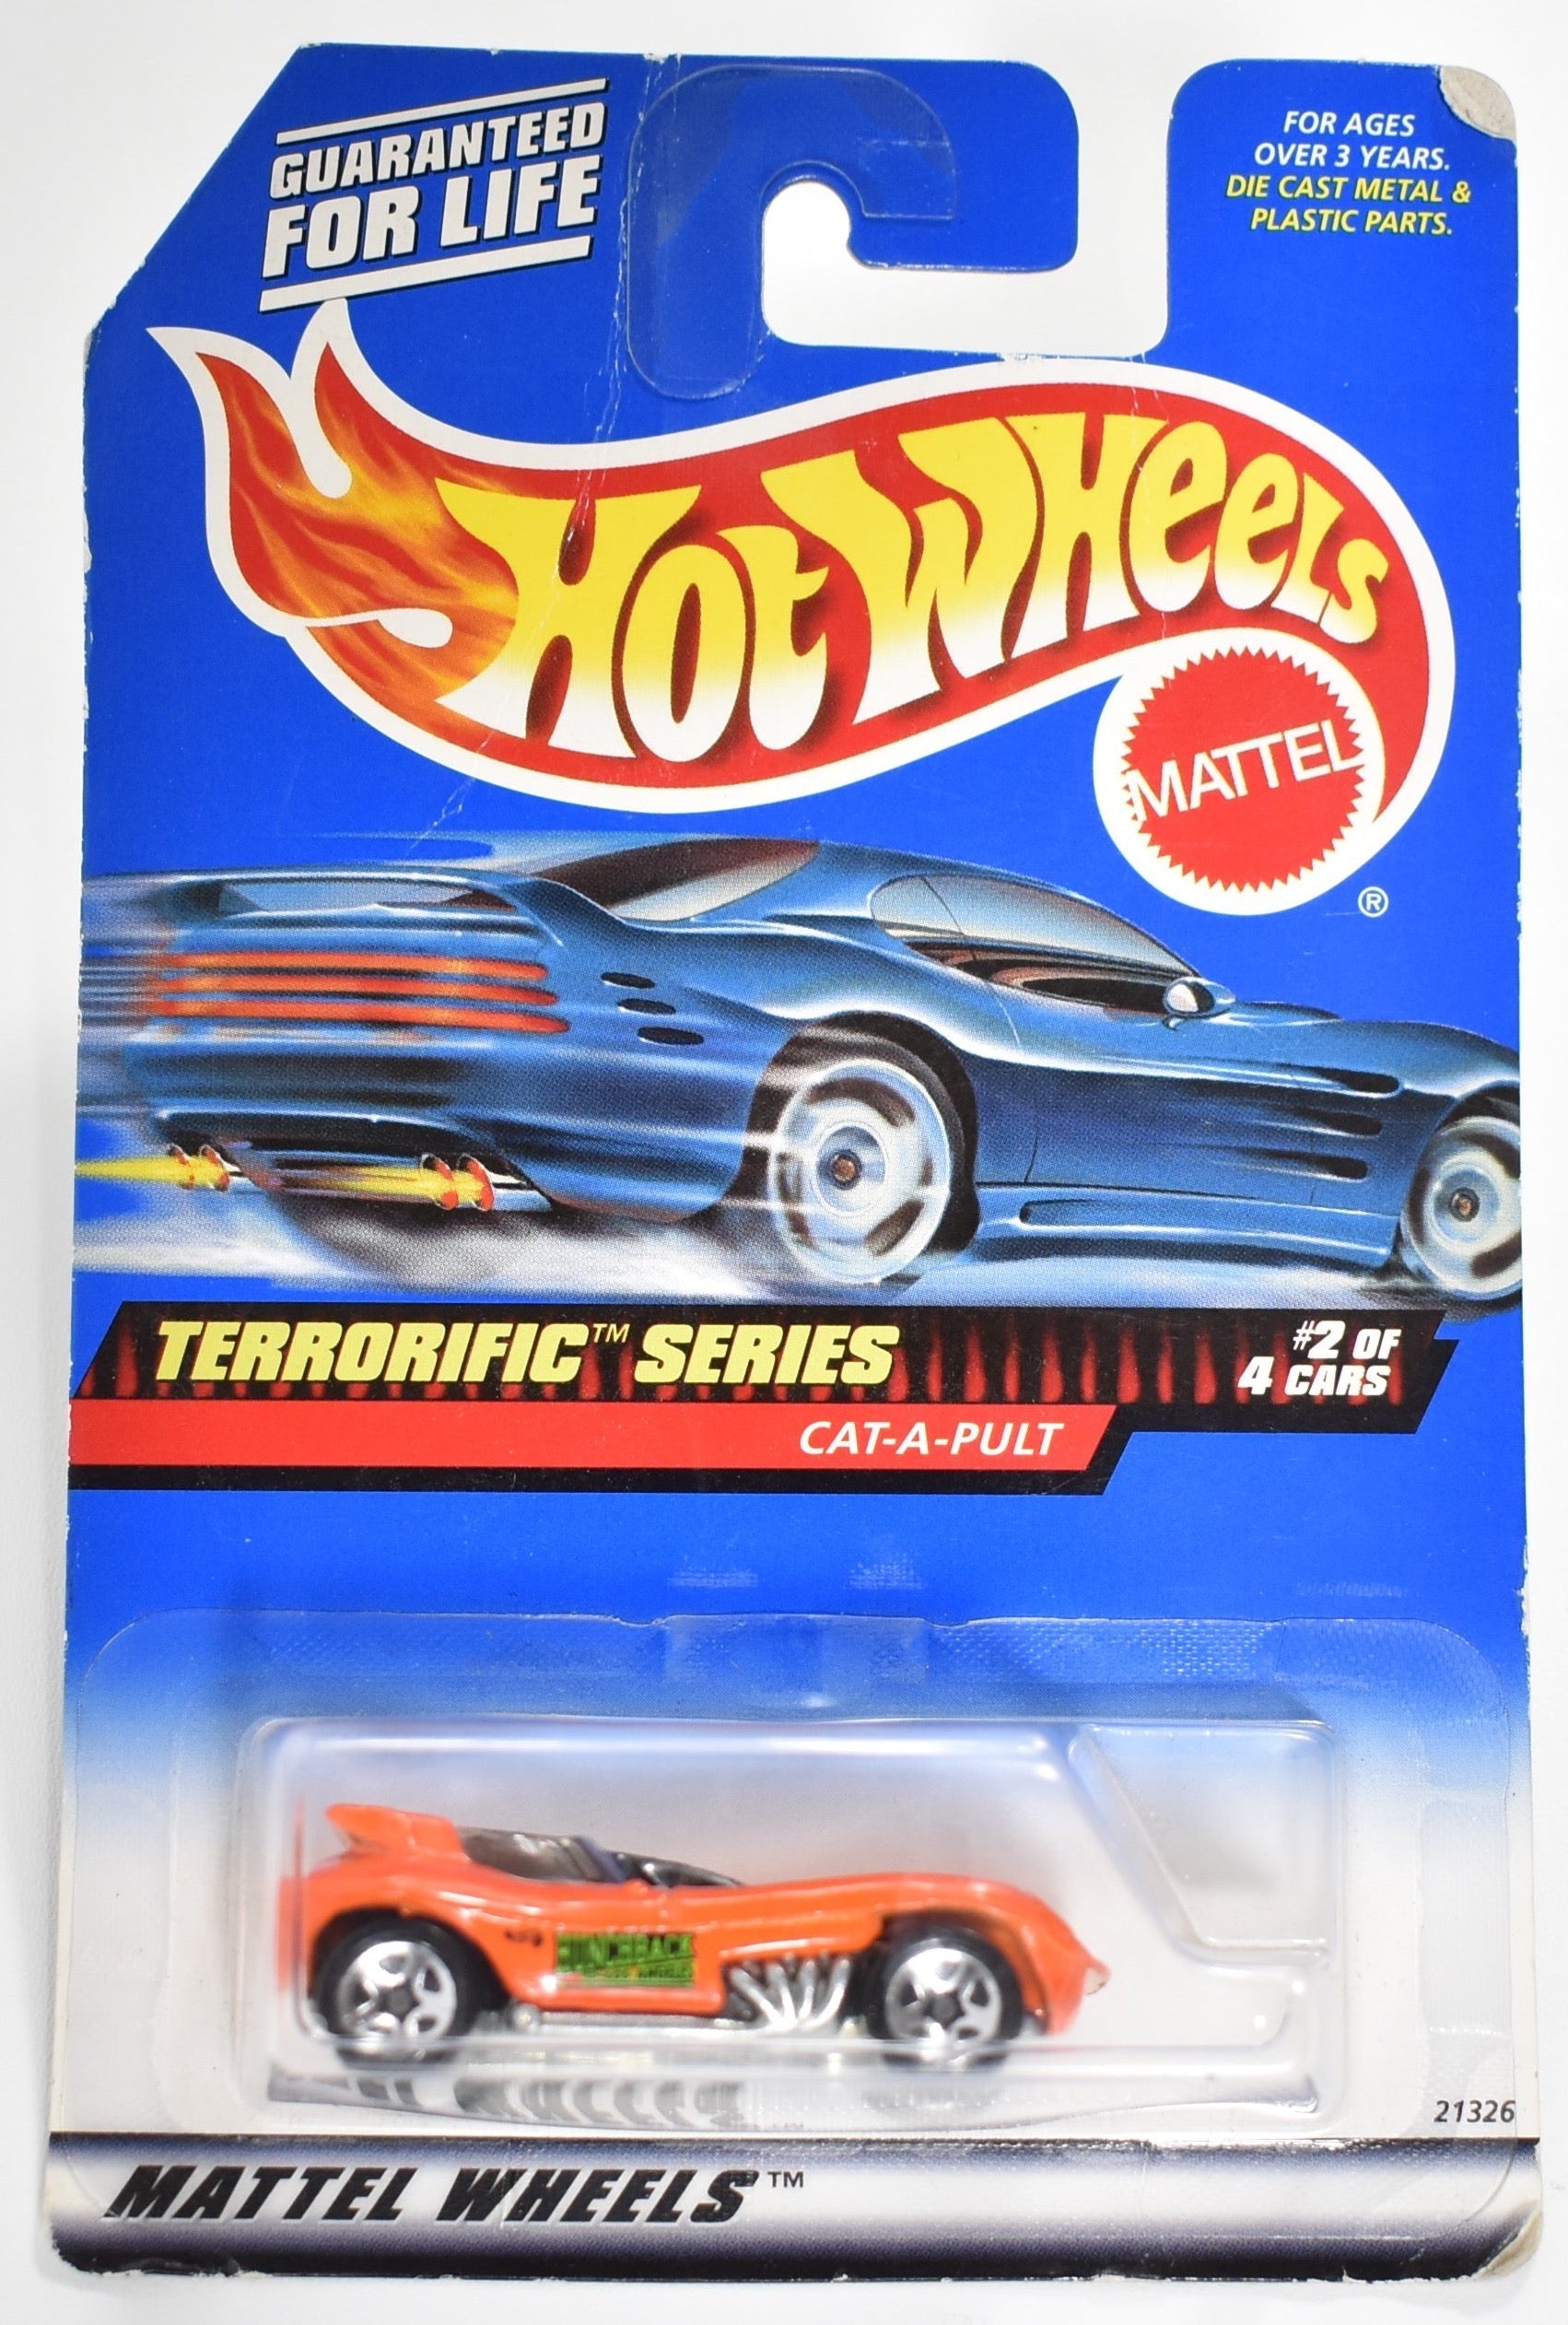 GUARANTEED
FOR LIFE
FOR AGES
OVER 3 YEARS.
DIE CAST METAL &
PLASTIC PARTS.
HOT WHEELS
MATTEL
®
TERRORIFIC™ SERIES
#2 OF
4 CARS
CAT-A-PULT
HUNCHBACK
21326
MATTEL WHEELS™